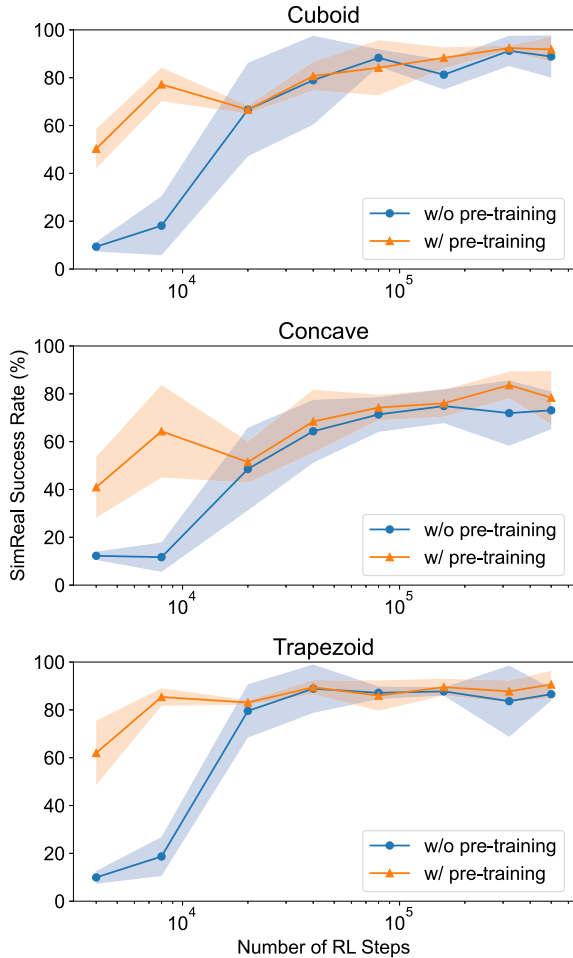 Cuboid
100
80
60
40
20
0
w/o pre-training
w/ pre-training
10^4
10^5
Concave
SimReal Success Rate (%)
100
80
60
40
20
0
w/o pre-training
w/ pre-training
10^4
10^5
Trapezoid
100
80
60
40
20
0
w/o pre-training
w/ pre-training
10^4
10^5
Number of RL Steps